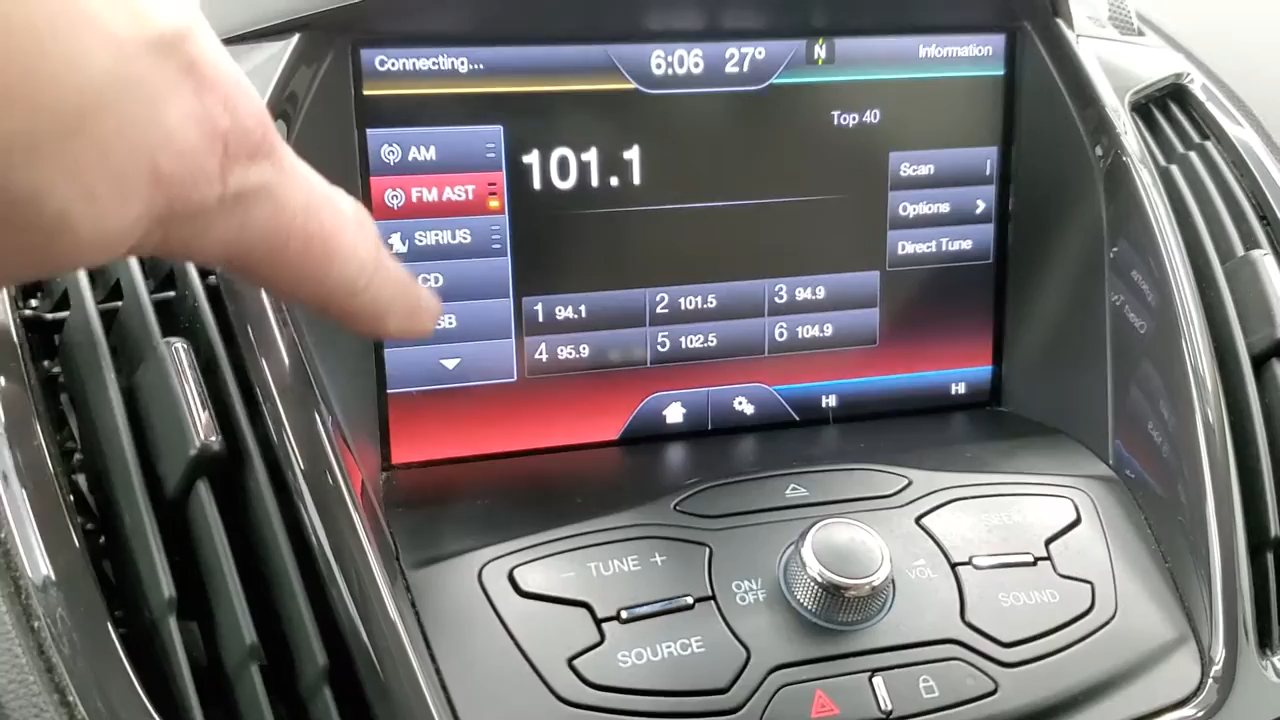 Connecting...
6:06 27°
N
Information
Top 40
AM
101.1
Scan
FM AST
Options
SIRIUS
Direct Tune
CD
SB
1 94.1
2 101.5
3 94.9
4 95.9
5 102.5
6 104.9
HI
HI
− TUNE +
SOURCE
ON/
OFF
VOL
SEEK
SOUND